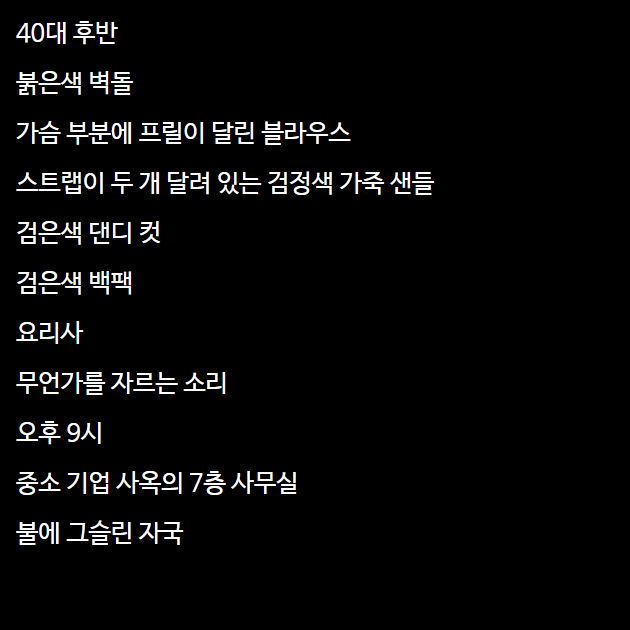 40대 후반
붉은색 벽돌
가슴 부분에 프릴이 달린 블라우스
스트랩이 두 개 달려 있는 검정색 가죽 샌들
검은색 댄디 컷
검은색 백팩
요리사
무언가를 자르는 소리
오후 9시
중소 기업 사옥의 7층 사무실
불에 그슬린 자국